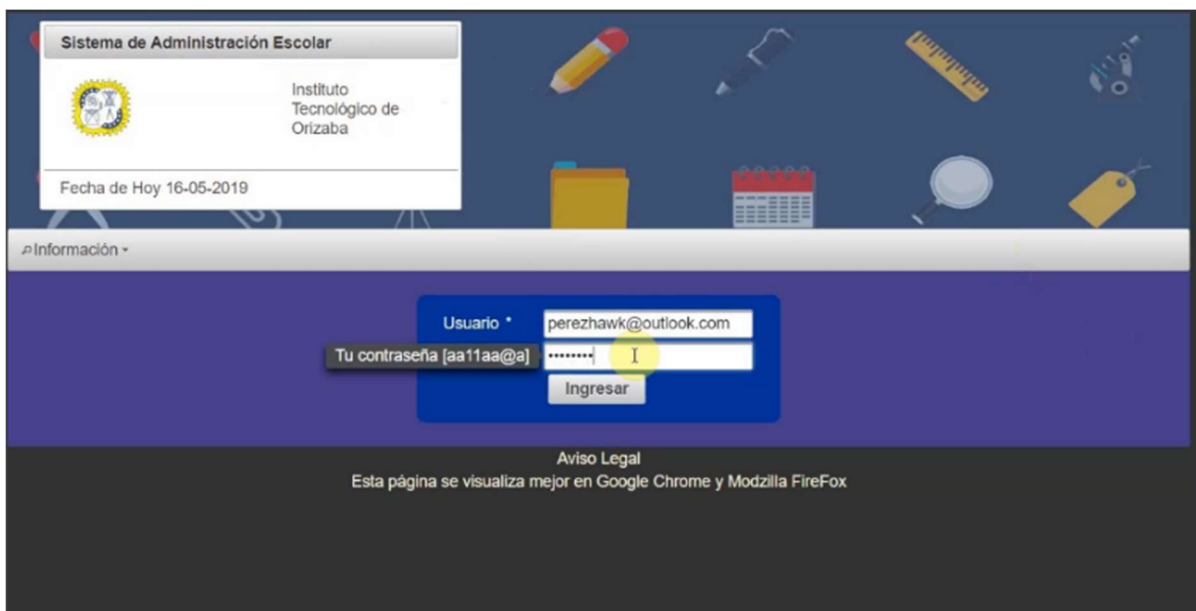 Sistema de Administración Escolar
Instituto
Tecnológico de
Orizaba
Fecha de Hoy 16-05-2019
Información
Usuario *
perezhawk@outlook.com
Tu contraseña [aa11aa@a]
••••••••
Ingresar
Aviso Legal
Esta página se visualiza mejor en Google Chrome y Modzilla FireFox